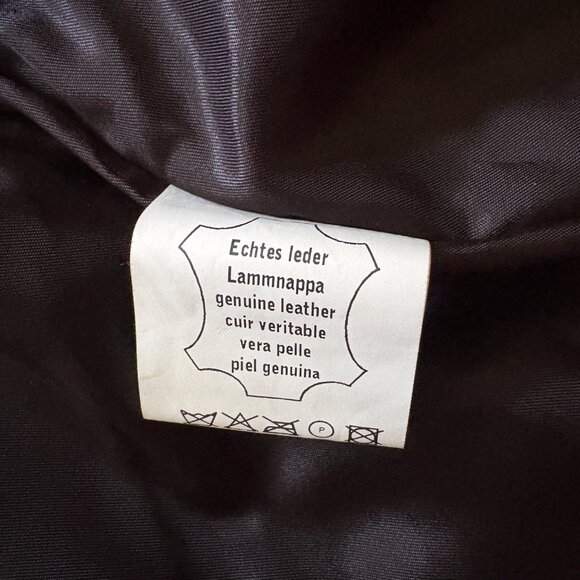 Echtes leder
Lammnappa
genuine leather
cuir veritable
vera pelle
piel genuina
P